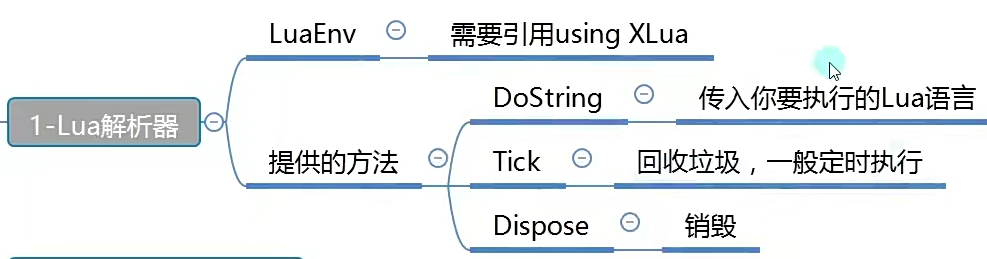 LuaEnv
需要引用using XLua
1-Lua解析器
提供的方法
DoString
传入你要执行的Lua语言
Tick
回收垃圾，一般定时执行
Dispose
销毁